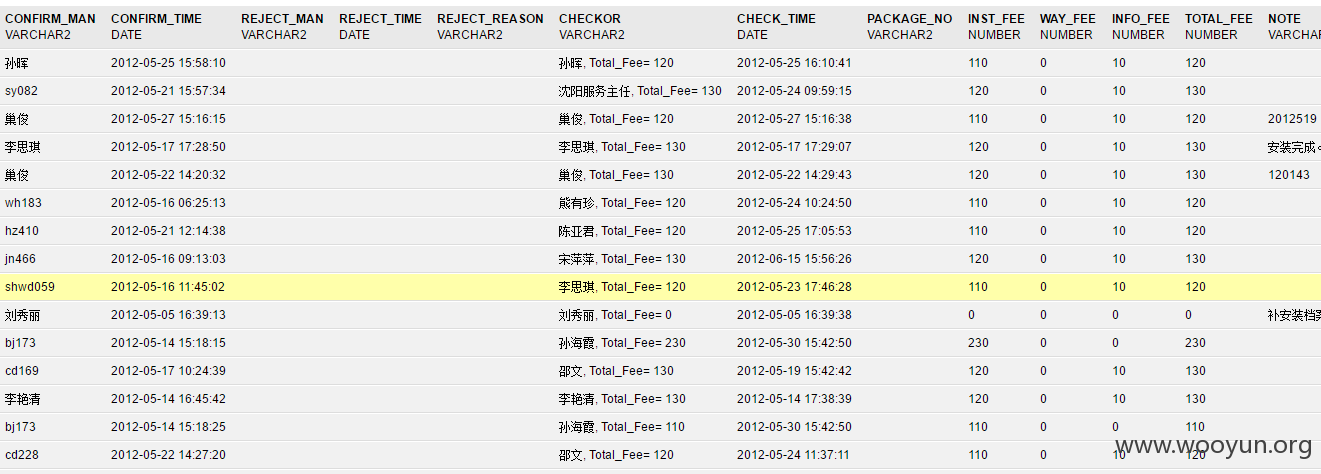 CONFIRM_MAN CONFIRM_TIME REJECT_MAN REJECT_TIME REJECT_REASON CHECKOR CHECK_TIME PACKAGE_NO INST_FEE WAY_FEE INFO_FEE TOTAL_FEE NOTE
VARCHAR2 DATE VARCHAR2 DATE VARCHAR2 VARCHAR2 DATE VARCHAR2 NUMBER NUMBER NUMBER NUMBER VARCHAR
孙晖 2012-05-25 15:58:10 孙晖, Total_Fee= 120 2012-05-25 16:10:41 110 0 10 120
sy082 2012-05-21 15:57:34 沈阳服务主任, Total_Fee= 130 2012-05-24 09:59:15 120 0 10 130
巢俊 2012-05-27 15:16:15 巢俊, Total_Fee= 120 2012-05-27 15:16:38 110 0 10 120 2012519
李思琪 2012-05-17 17:28:50 李思琪, Total_Fee= 130 2012-05-17 17:29:07 120 0 10 130 安装完成
巢俊 2012-05-22 14:20:32 巢俊, Total_Fee= 130 2012-05-22 14:29:43 120 0 10 130 120143
wh183 2012-05-16 06:25:13 熊有珍, Total_Fee= 120 2012-05-24 10:24:50 110 0 10 120
hz410 2012-05-21 12:14:38 陈亚君, Total_Fee= 120 2012-05-25 17:05:53 110 0 10 120
jn466 2012-05-16 09:13:03 宋萍萍, Total_Fee= 130 2012-06-15 15:56:26 120 0 10 130
shwd059 2012-05-16 11:45:02 李思琪, Total_Fee= 120 2012-05-23 17:46:28 110 0 10 120
刘秀丽 2012-05-05 16:39:13 刘秀丽, Total_Fee= 0 2012-05-05 16:39:38 0 0 0 0 补安装档案
bj173 2012-05-14 15:18:15 孙海霞, Total_Fee= 230 2012-05-30 15:42:50 230 0 0 230
cd169 2012-05-17 10:24:39 邵文, Total_Fee= 130 2012-05-19 15:42:42 120 0 10 130
李艳清 2012-05-14 16:45:42 李艳清, Total_Fee= 130 2012-05-14 17:38:39 120 0 10 130
bj173 2012-05-14 15:18:25 孙海霞, Total_Fee= 110 2012-05-30 15:42:50 110 0 0 110
cd228 2012-05-22 14:27:20 邵文, Total_Fee= 120 2012-05-24 11:37:11 110 0 10 120
www.wooyun.org